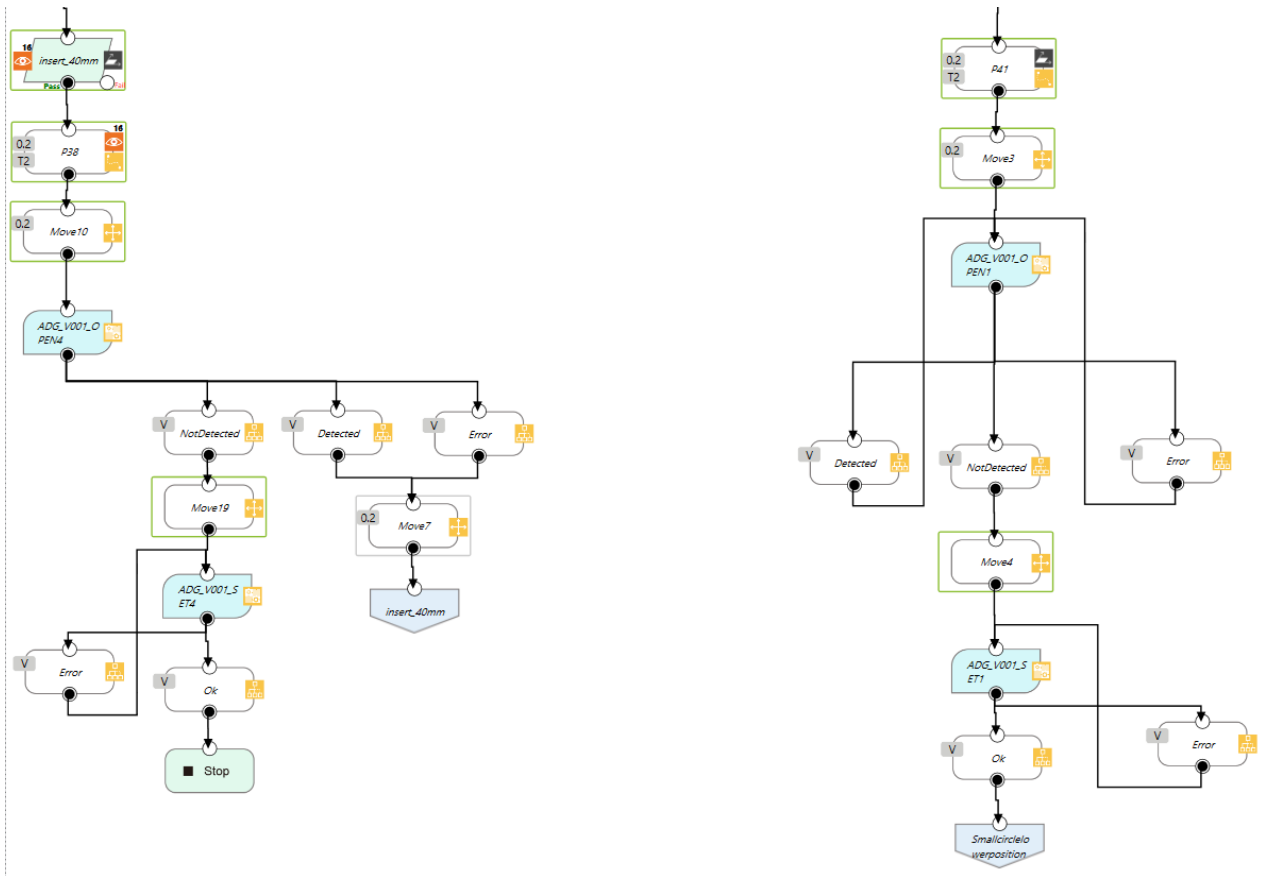 16
insert_40mm
Pass
Fail
16
0.2
T2
P38
0.2
Move10
ADG_V001_O
PEN4
V
NotDetected
V
Detected
V
Error
Move19
0.2
Move7
ADG_V001_S
ET4
insert_40mm
V
Error
V
Ok
Stop
0.2
T2
P41
0.2
Move3
ADG_V001_O
PEN1
V
Detected
V
NotDetected
V
Error
Move4
ADG_V001_S
ET1
V
Ok
V
Error
Smallcirclelo
werposition